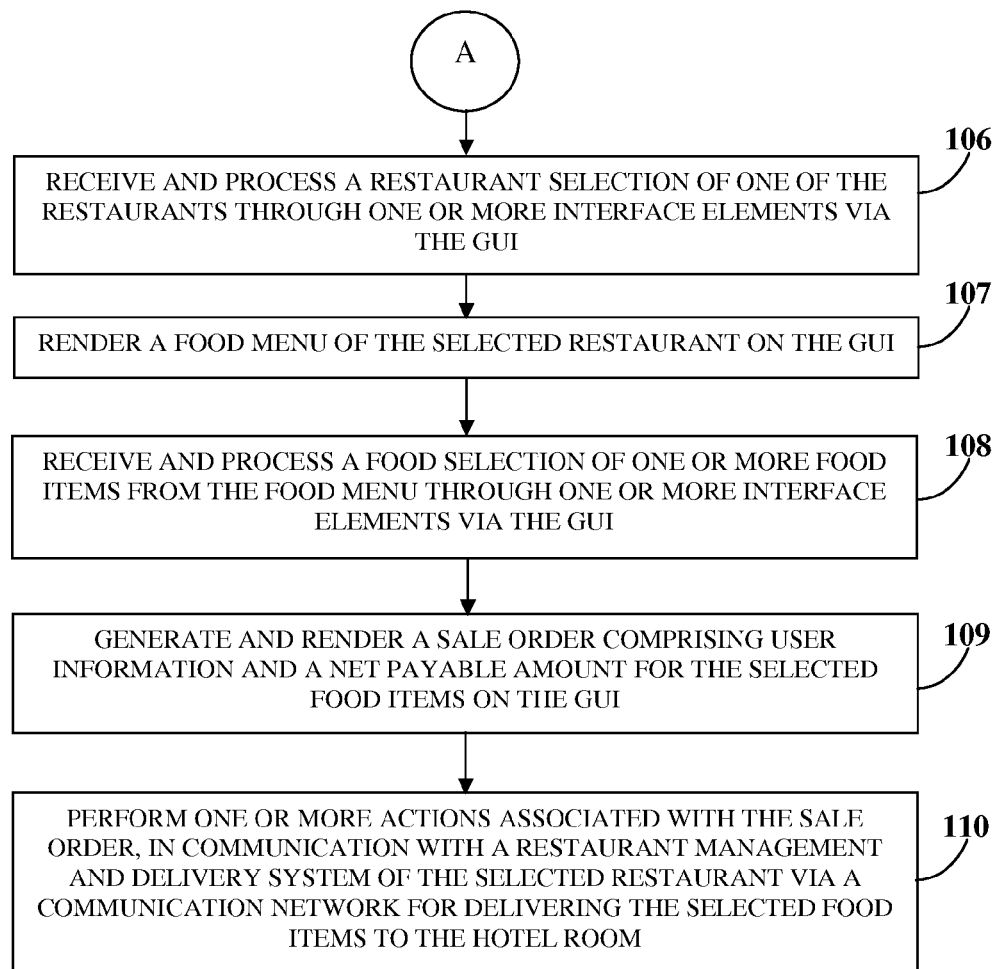 A
106
RECEIVE AND PROCESS A RESTAURANT SELECTION OF ONE OF THE
RESTAURANTS THROUGH ONE OR MORE INTERFACE ELEMENTS VIA
THE GUI
107
RENDER A FOOD MENU OF THE SELECTED RESTAURANT ON THE GUI
108
RECEIVE AND PROCESS A FOOD SELECTION OF ONE OR MORE FOOD
ITEMS FROM THE FOOD MENU THROUGH ONE OR MORE INTERFACE
ELEMENTS VIA THE GUI
109
GENERATE AND RENDER A SALE ORDER COMPRISING USER
INFORMATION AND A NET PAYABLE AMOUNT FOR THE SELECTED
FOOD ITEMS ON THE GUI
110
PERFORM ONE OR MORE ACTIONS ASSOCIATED WITH THE SALE
ORDER, IN COMMUNICATION WITH A RESTAURANT MANAGEMENT
AND DELIVERY SYSTEM OF THE SELECTED RESTAURANT VIA A
COMMUNICATION NETWORK FOR DELIVERING THE SELECTED FOOD
ITEMS TO THE HOTEL ROOM